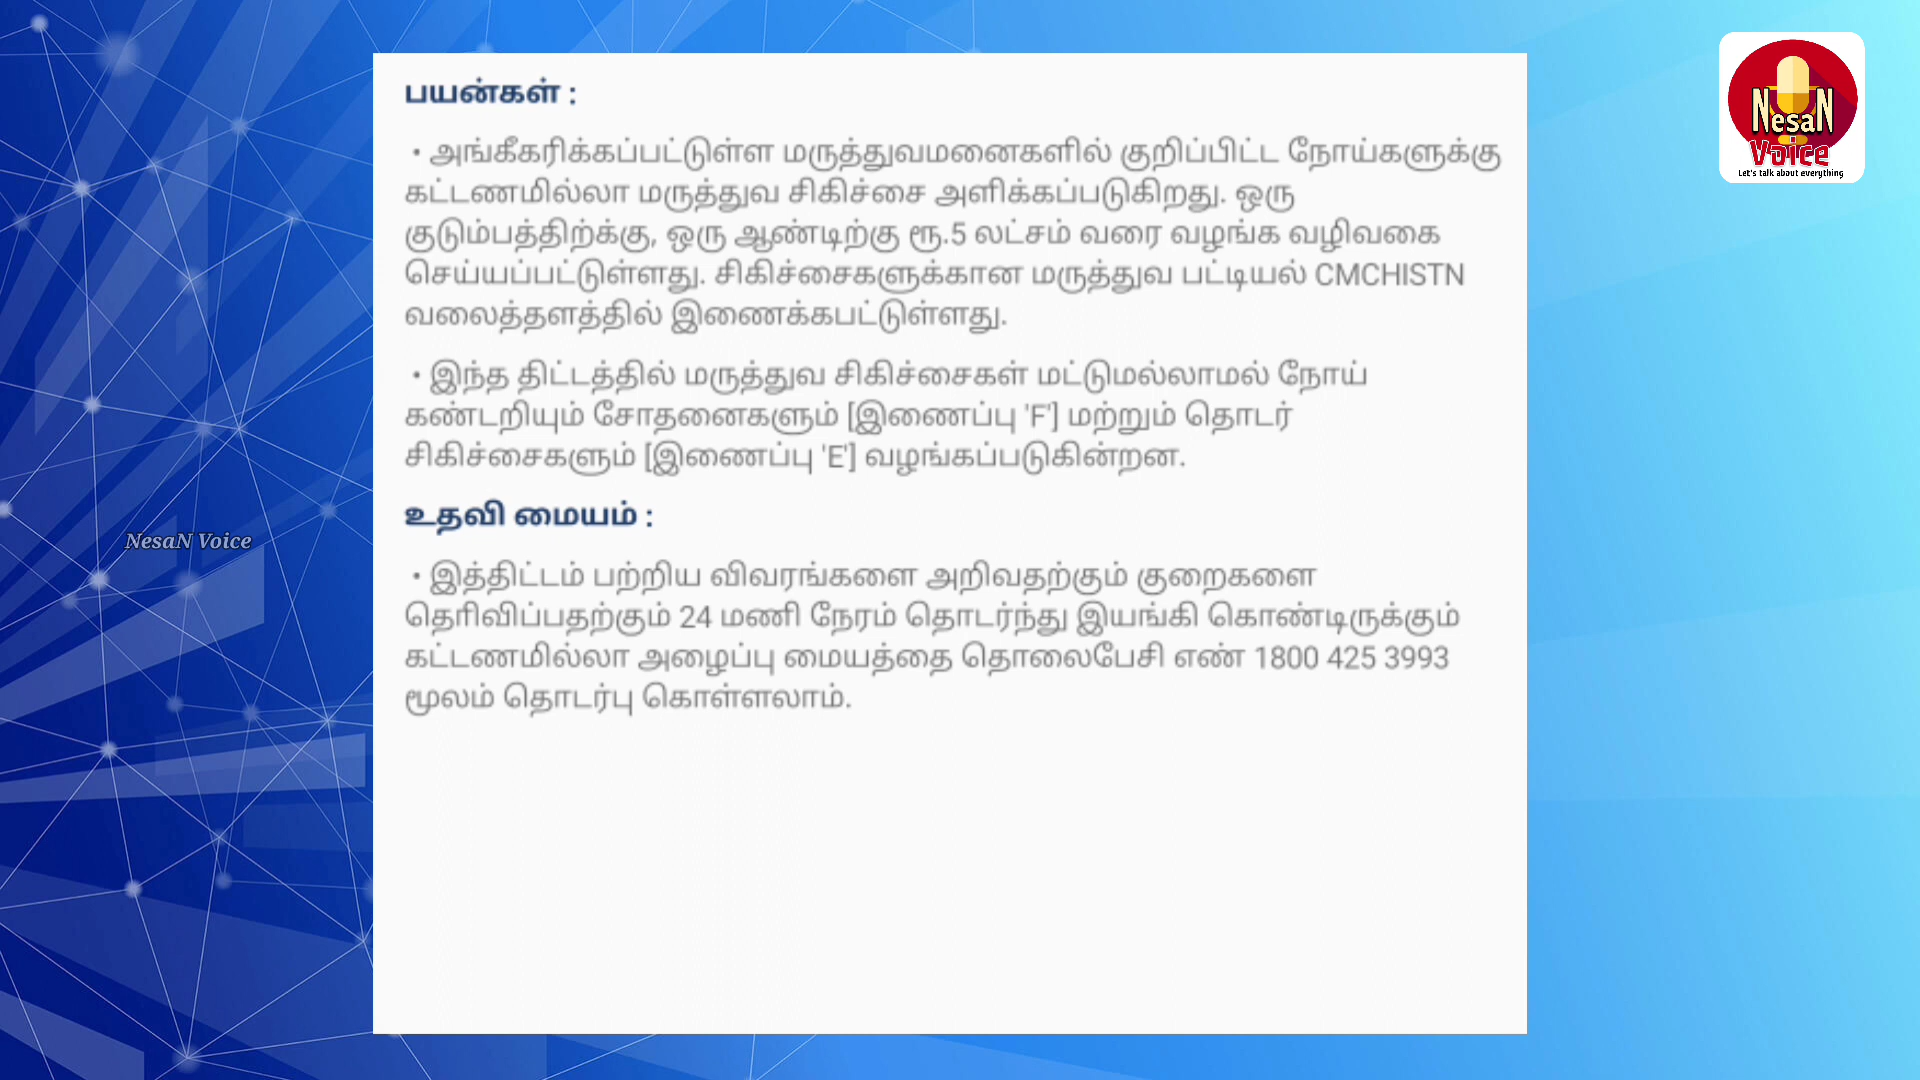 பயன்கள் :
• அங்கீகரிக்கப்பட்டுள்ள மருத்துவமனைகளில் குறிப்பிட்ட நோய்களுக்கு
கட்டணமில்லா மருத்துவ சிகிச்சை அளிக்கப்படுகிறது. ஒரு
குடும்பத்திற்க்கு, ஒரு ஆண்டிற்கு ரூ.5 லட்சம் வரை வழங்க வழிவகை
செய்யப்பட்டுள்ளது. சிகிச்சைகளுக்கான மருத்துவ பட்டியல் CMCHISTN
வலைத்தளத்தில் இணைக்கபட்டுள்ளது.
• இந்த திட்டத்தில் மருத்துவ சிகிச்சைகள் மட்டுமல்லாமல் நோய்
கண்டறியும் சோதனைகளும் [இணைப்பு 'F'] மற்றும் தொடர்
சிகிச்சைகளும் [இணைப்பு 'E'] வழங்கப்படுகின்றன.
உதவி மையம் :
• இத்திட்டம் பற்றிய விவரங்களை அறிவதற்கும் குறைகளை
தெரிவிப்பதற்கும் 24 மணி நேரம் தொடர்ந்து இயங்கி கொண்டிருக்கும்
கட்டணமில்லா அழைப்பு மையத்தை தொலைபேசி எண் 1800 425 3993
மூலம் தொடர்பு கொள்ளலாம்.
NesaN Voice
NesaN
Voice
Let's talk about everything